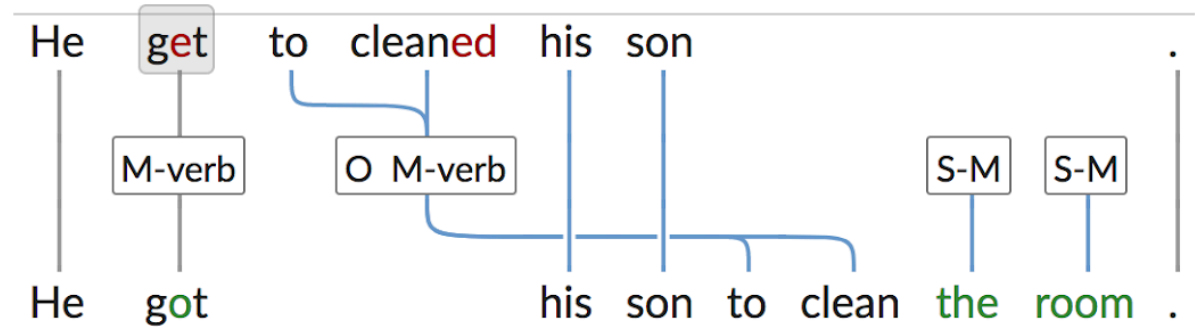 He get to cleaned his son .
M-verb O M-verb S-M S-M
He got his son to clean the room .